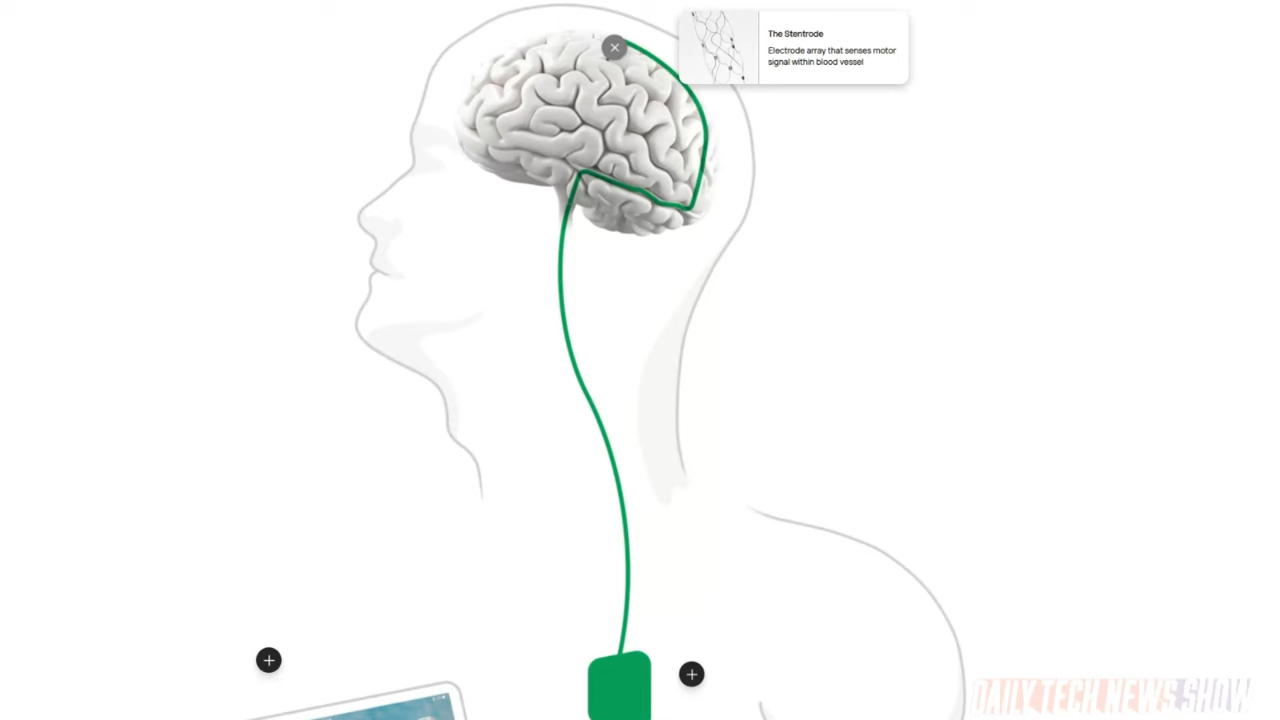 The Stentrode
Electrode array that senses motor
signal within blood vessel
DAILY TECH NEWS SHOW